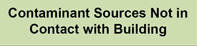 Contaminant Sources Not in
Contact with Building